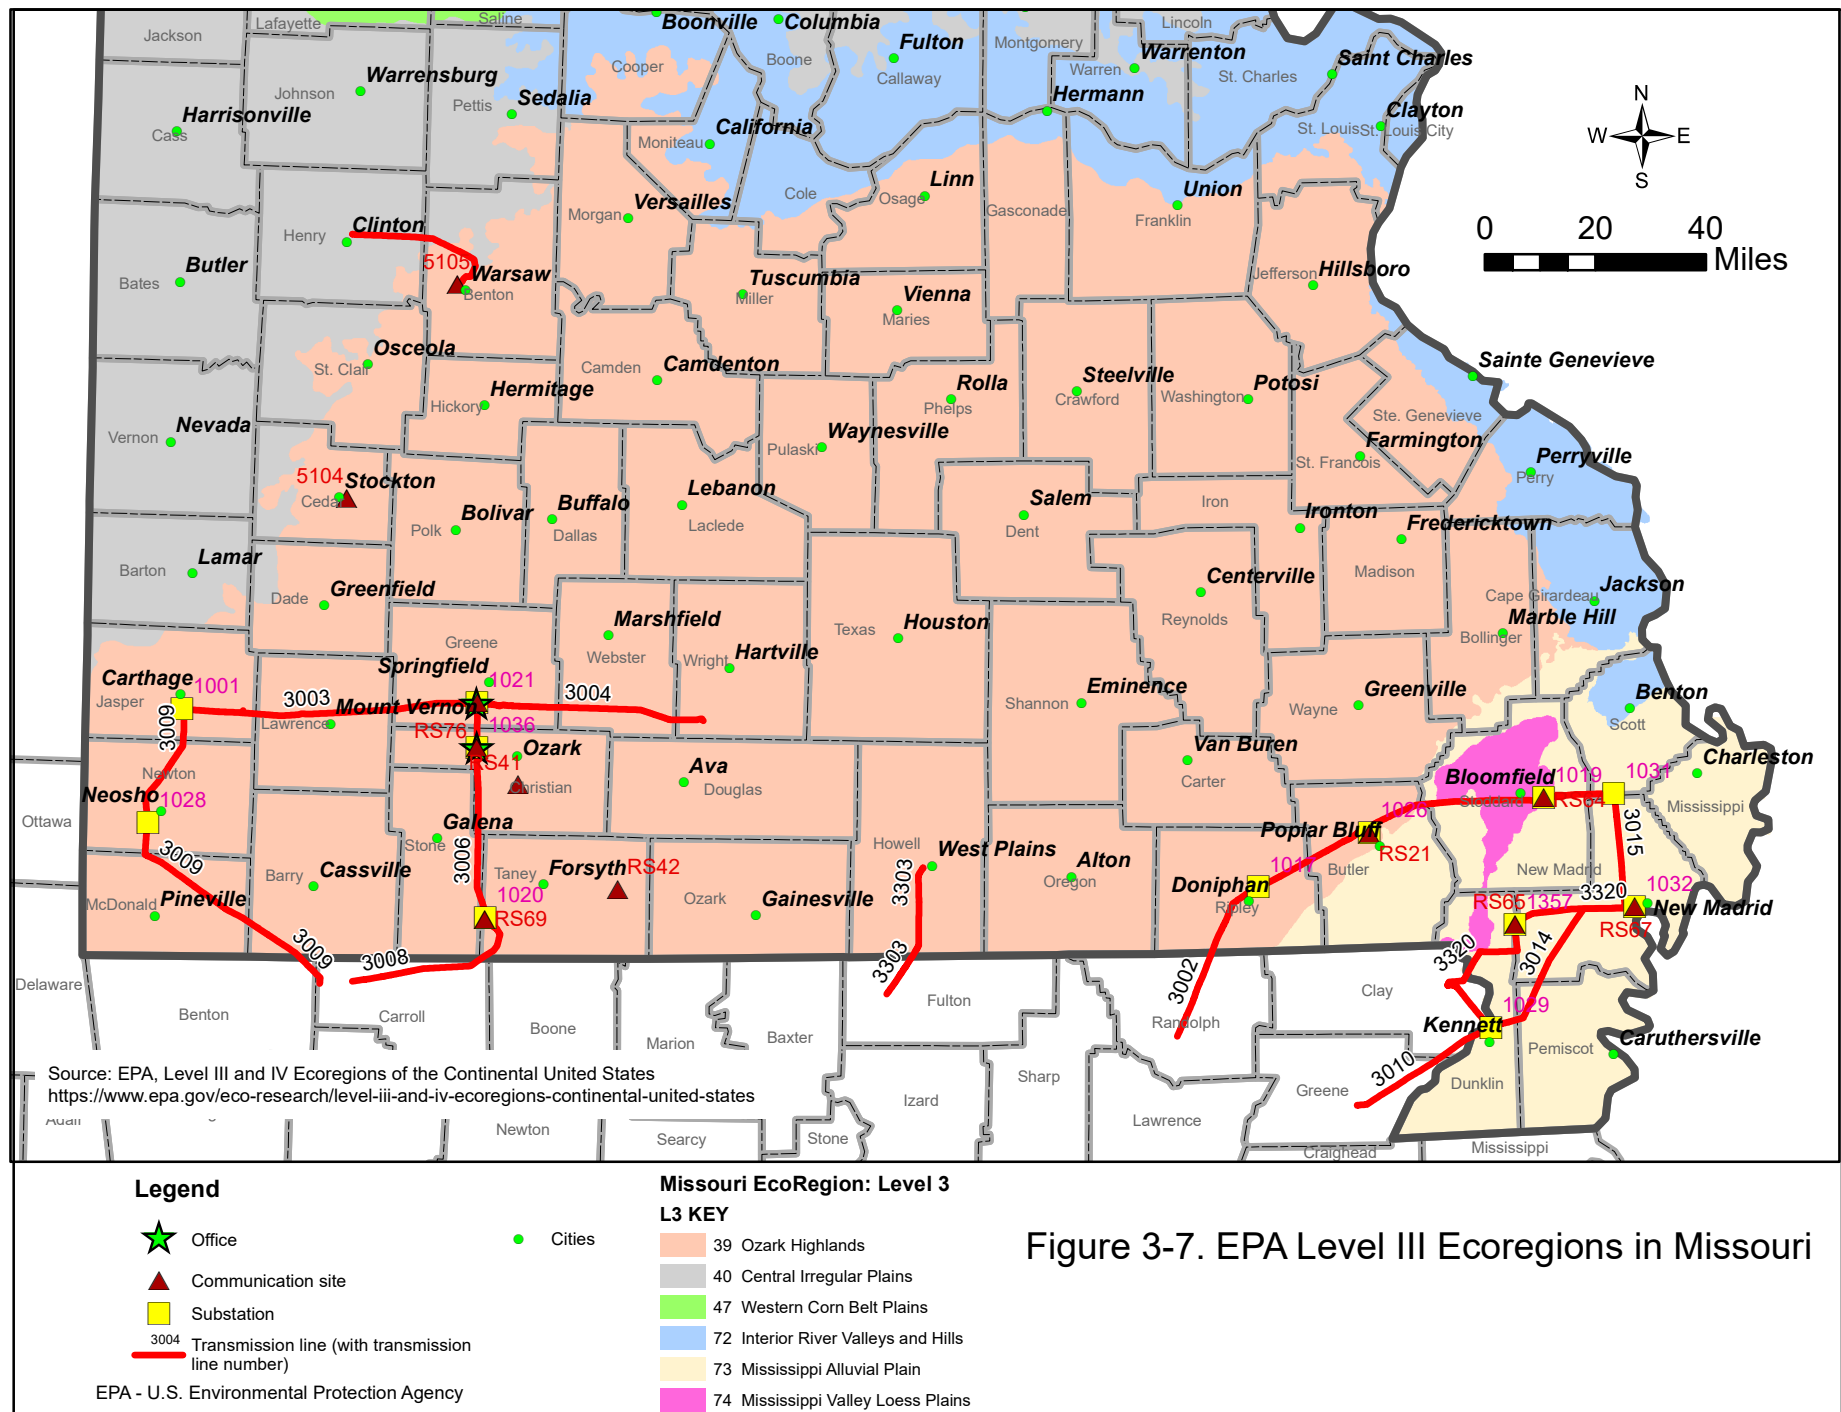 Lafayette
Saline
Boonville
Columbia
Lincoln
Jackson
Cooper
Boone
Fulton
Callaway
Montgomery
Warrenton
Warren
St. Charles
Saint Charles
Warrensburg
Johnson
Pettis
Sedalia
Hermann
Clayton
St. Louis
St. Louis City
Harrisonville
Cass
California
Moniteau
N
W
E
S
Linn
Osage
Cole
Union
Franklin
Gasconade
Versailles
Morgan
Clinton
Henry
0 20 40
Miles
Butler
Bates
5105
Warsaw
Benton
Tuscumbia
Miller
Vienna
Maries
Jefferson
Hillsboro
Osceola
St. Clair
Camden
Camdenton
Hermitage
Hickory
Rolla
Phelps
Steelville
Crawford
Washington
Potosi
Sainte Genevieve
Ste. Genevieve
Nevada
Vernon
Waynesville
Pulaski
Farmington
St. Francois
Perryville
Perry
5104
Stockton
Cedar
Bolivar
Polk
Buffalo
Dallas
Lebanon
Laclede
Salem
Dent
Iron
Ironton
Fredericktown
Lamar
Barton
Greenfield
Dade
Centerville
Reynolds
Madison
Jackson
Cape Girardeau
Marble Hill
Bollinger
Marshfield
Webster
Greene
Springfield
Wright
Hartville
Texas
Houston
Carthage
Jasper
1001
3003
1021
3004
Mount Vernon
Lawrence
Eminence
Shannon
Greenville
Wayne
Benton
Scott
3009
RS76
1036
RS41
Ozark
Christian
Van Buren
Carter
Charleston
Mississippi
Newton
Neosho
1028
Ava
Douglas
Bloomfield
Stoddard
1019
RS64
1031
Ottawa
Galena
Stone
3006
1026
Poplar Bluff
RS21
Butler
3015
3009
Cassville
Barry
Taney
Forsyth
RS42
1020
RS69
Howell
West Plains
3303
Alton
Oregon
1017
Doniphan
Ripley
New Madrid
3320
1032
New Madrid
RS67
McDonald
Pineville
Ozark
Gainesville
RS65
1357
3009
3008
3303
3002
3320
3014
Delaware
Benton
Carroll
Boone
Marion
Baxter
Fulton
Randolph
Clay
1029
Kennett
Caruthersville
Pemiscot
Source: EPA, Level III and IV Ecoregions of the Continental United States
https://www.epa.gov/eco-research/level-iii-and-iv-ecoregions-continental-united-states
Sharp
3010
Greene
Dunklin
Adair
Newton
Searcy
Stone
Izard
Lawrence
Craighead
Mississippi
Legend
Office
Cities
Communication site
Substation
3004
Transmission line (with transmission
line number)
EPA - U.S. Environmental Protection Agency
Missouri EcoRegion: Level 3
L3 KEY
39 Ozark Highlands
40 Central Irregular Plains
47 Western Corn Belt Plains
72 Interior River Valleys and Hills
73 Mississippi Alluvial Plain
74 Mississippi Valley Loess Plains
Figure 3-7. EPA Level III Ecoregions in Missouri